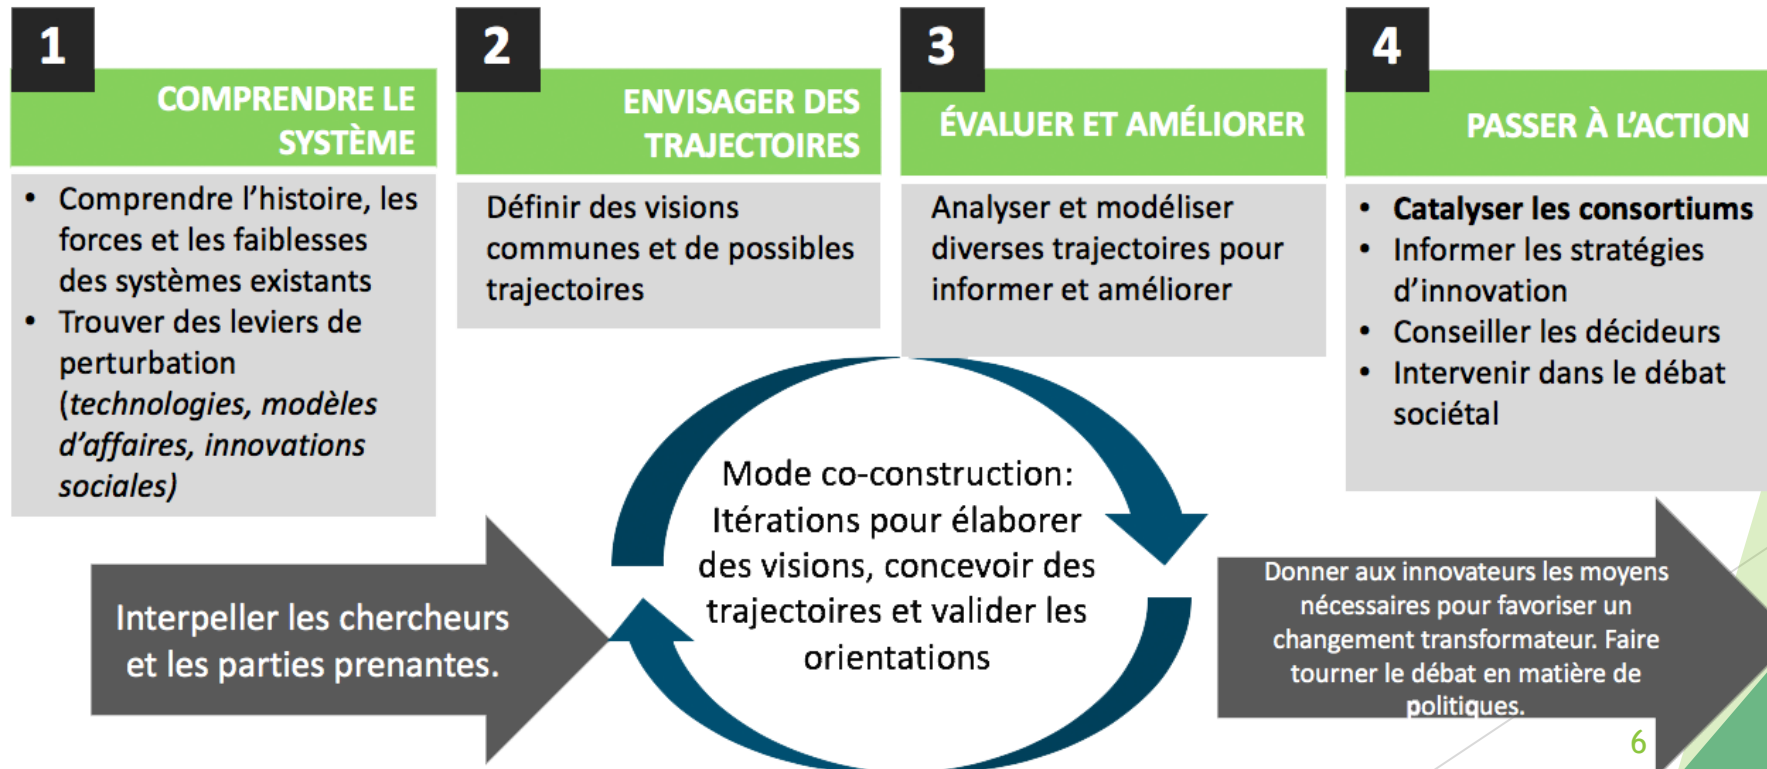 1
COMPRENDRE LE
SYSTÈME
• Comprendre l'histoire, les
forces et les faiblesses
des systèmes existants
• Trouver des leviers de
perturbation
(technologies, modèles
d'affaires, innovations
sociales)
2
ENVISAGER DES
TRAJECTOIRES
Définir des visions
communes et de possibles
trajectoires
3
ÉVALUER ET AMÉLIORER
Analyser et modéliser
diverses trajectoires pour
informer et améliorer
4
PASSER À L'ACTION
• Catalyser les consortiums
• Informer les stratégies
d'innovation
• Conseiller les décideurs
• Intervenir dans le débat
sociétal
Interpeller les chercheurs
et les parties prenantes.
Mode co-construction:
Itérations pour élaborer
des visions, concevoir des
trajectoires et valider les
orientations
Donner aux innovateurs les moyens
nécessaires pour favoriser un
changement transformateur. Faire
tourner le débat en matière de
politiques.
6